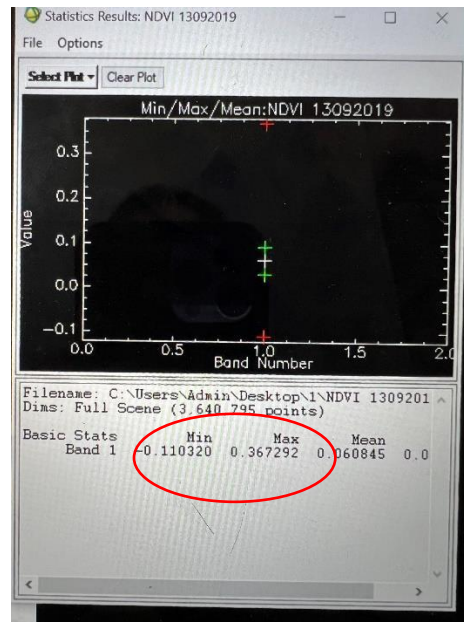 Statistics Results: NDVI 13092019
File Options
Select Plot Clear Plot
Min/Max/Mean:NDVI 13092019
Value
0.3
0.2
0.1
0.0
-0.1
0.0 0.5 1.0 1.5 2.0
Band Number
Filename: C:\Users\Admin\Desktop\1\NDVI 1309201
Dims: Full Scene (3,640,795 points)
Basic Stats Min Max Mean
Band 1 -0.110320 0.367292 0.060845 0.0